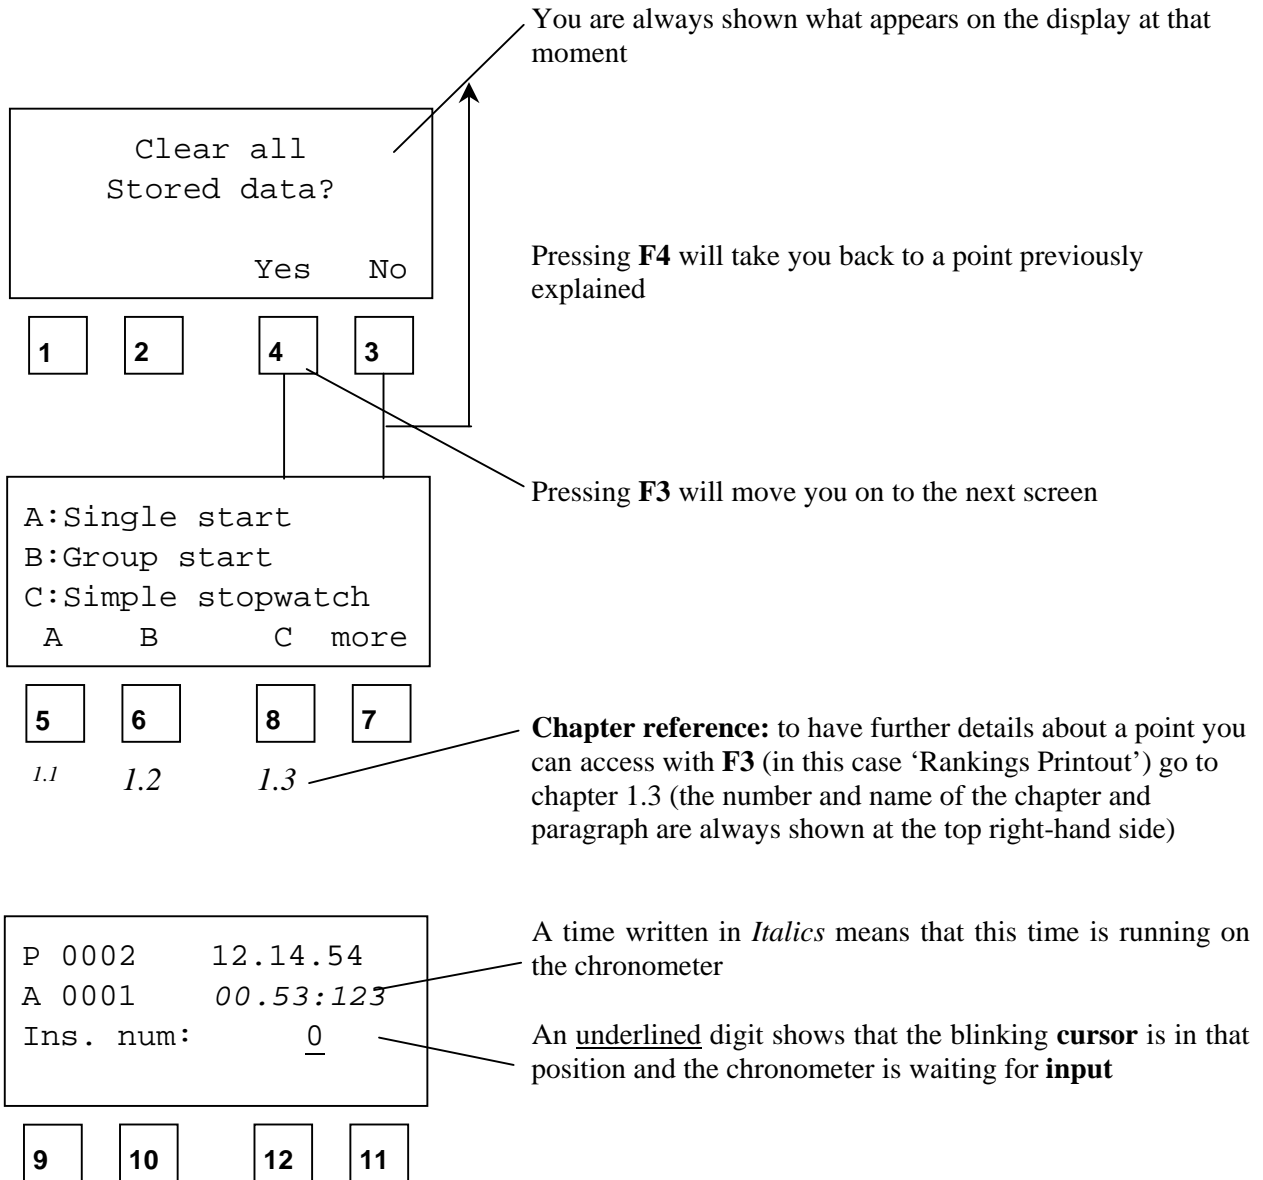 You are always shown what appears on the display at that
moment
Clear all
Stored data?
Yes No
Pressing F4 will take you back to a point previously
explained
1 2 4 3
Pressing F3 will move you on to the next screen
A:Single start
B:Group start
C:Simple stopwatch
A B C more
5 6 8 7
1.1 1.2 1.3
Chapter reference: to have further details about a point you
can access with F3 (in this case ‘Rankings Printout’) go to
chapter 1.3 (the number and name of the chapter and
paragraph are always shown at the top right-hand side)
P 0002 12.14.54
A 0001 00.53:123
Ins. num: 0
A time written in Italics means that this time is running on
the chronometer
An underlined digit shows that the blinking cursor is in that
position and the chronometer is waiting for input
9 10 12 11